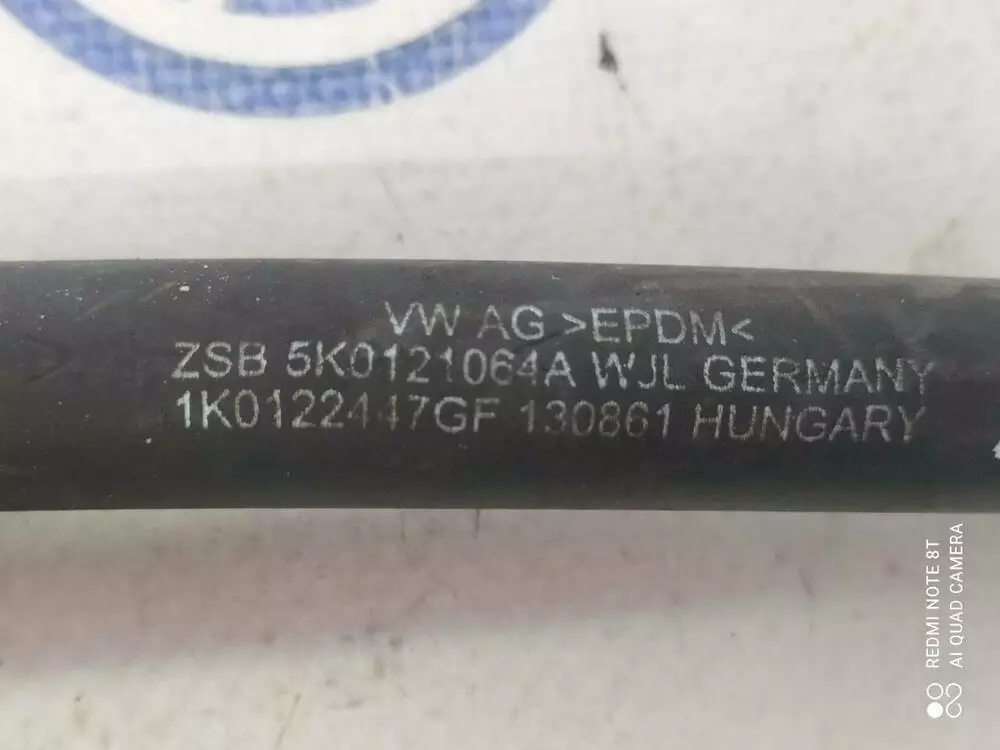 VW AG >EPDM<
ZSB 5K0121064A WJL GERMANY
1K0122447GF 130861 HUNGARY
REDMI NOTE 8T
AI QUAD CAMERA